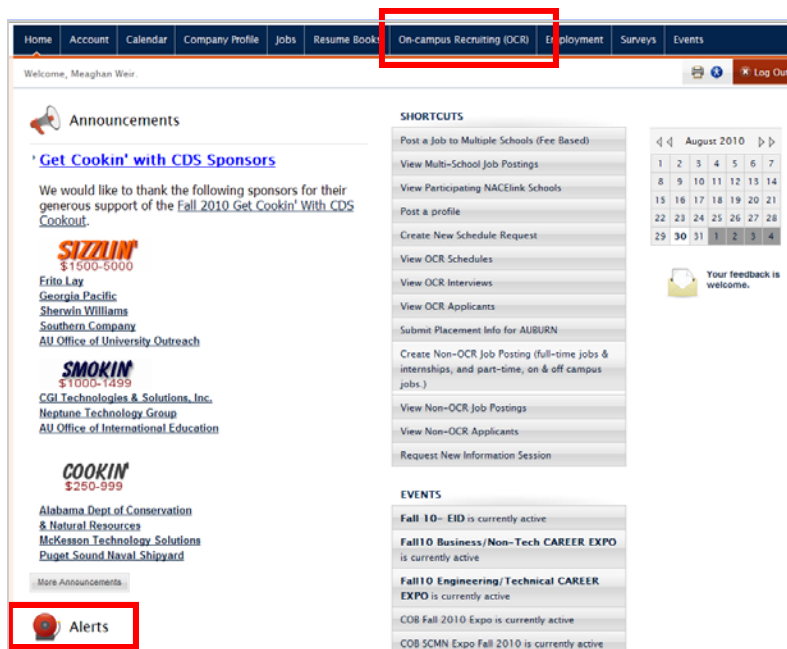 Home Account Calendar Company Profile Jobs Resume Books On-campus Recruiting (OCR) Employment Surveys Events
Welcome, Meaghan Weir.
Log Out
Announcements
Get Cookin' with CDS Sponsors
We would like to thank the following sponsors for their
generous support of the Fall 2010 Get Cookin' With CDS
Cookout.
SIZZLIN'
$1500-5000
Frito Lay
Georgia Pacific
Sherwin Williams
Southern Company
AU Office of University Outreach
SMOKIN'
$1000-1499
CGI Technologies & Solutions, Inc.
Neptune Technology Group
AU Office of International Education
COOKIN'
$250-999
Alabama Dept of Conservation
& Natural Resources
McKesson Technology Solutions
Puget Sound Naval Shipyard
More Announcements
Alerts
SHORTCUTS
Post a Job to Multiple Schools (Fee Based)
View Multi-School Job Postings
View Participating NACElink Schools
Post a profile
Create New Schedule Request
View OCR Schedules
View OCR Interviews
View OCR Applicants
Submit Placement Info for AUBURN
Create Non-OCR Job Posting (full-time jobs &
internships, and part-time, on & off campus
jobs.)
View Non-OCR Job Postings
View Non-OCR Applicants
Request New Information Session
EVENTS
Fall 10- EID is currently active
Fall10 Business/Non-Tech CAREER EXPO
is currently active
Fall10 Engineering/Technical CAREER
EXPO is currently active
COB Fall 2010 Expo is currently active
COB SCMN Expo Fall 2010 is currently active
August 2010
1 2 3 4 5 6 7
8 9 10 11 12 13 14
15 16 17 18 19 20 21
22 23 24 25 26 27 28
29 30 31 1 2 3 4
Your feedback is
welcome.